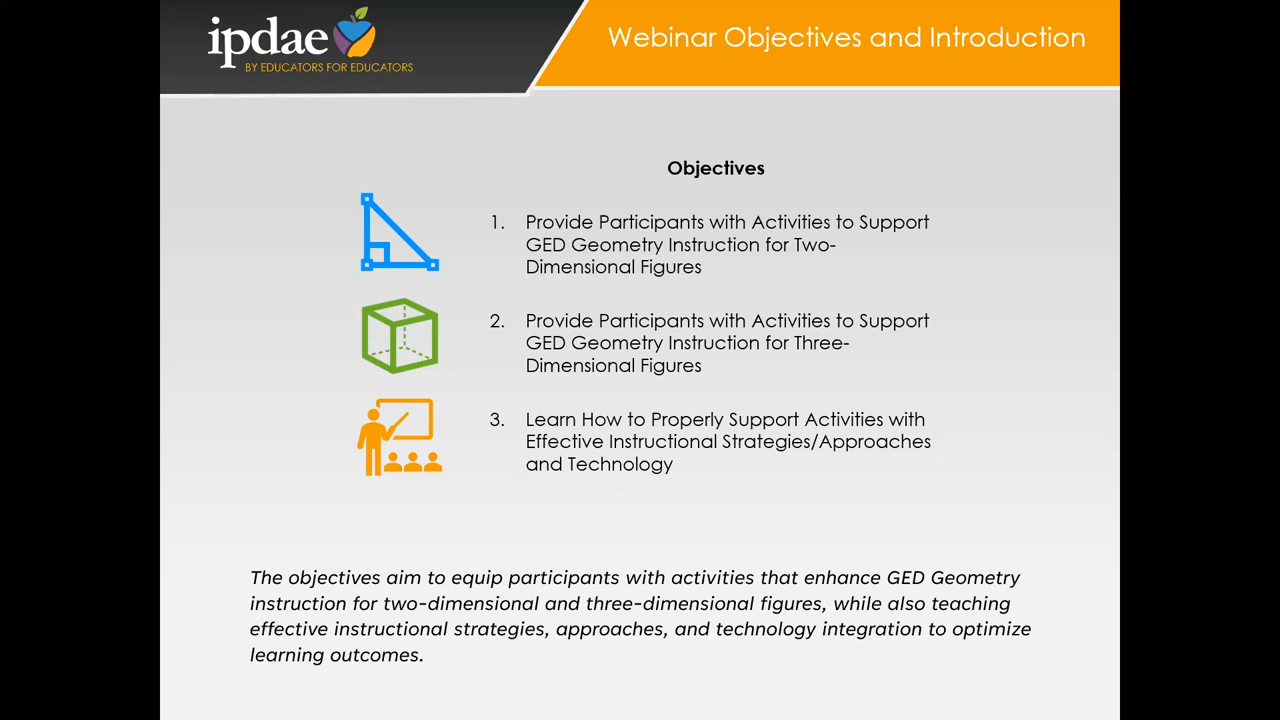 ipdae
BY EDUCATORS FOR EDUCATORS
Webinar Objectives and Introduction
Objectives
1. Provide Participants with Activities to Support
GED Geometry Instruction for Two-
Dimensional Figures
2. Provide Participants with Activities to Support
GED Geometry Instruction for Three-
Dimensional Figures
3. Learn How to Properly Support Activities with
Effective Instructional Strategies/Approaches
and Technology
The objectives aim to equip participants with activities that enhance GED Geometry
instruction for two-dimensional and three-dimensional figures, while also teaching
effective instructional strategies, approaches, and technology integration to optimize
learning outcomes.